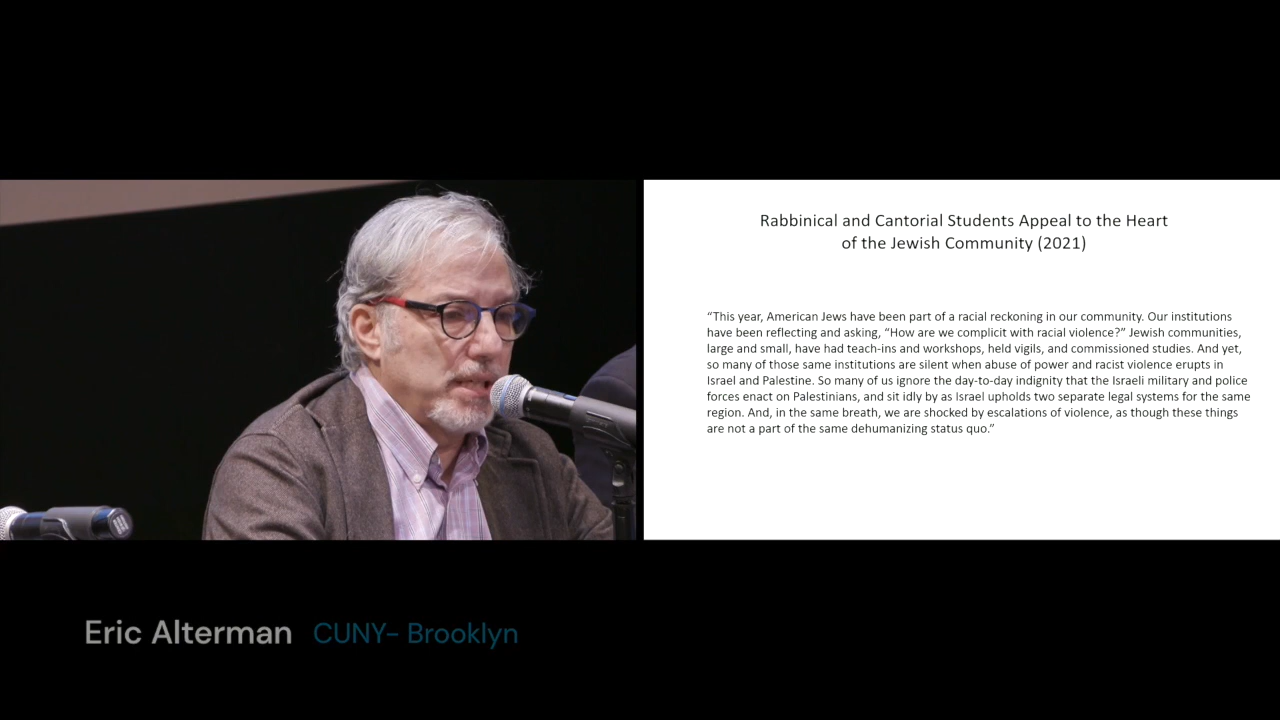 Rabbinical and Cantorial Students Appeal to the Heart
of the Jewish Community (2021)
“This year, American Jews have been part of a racial reckoning in our community. Our institutions
have been reflecting and asking, “How are we complicit with racial violence?” Jewish communities,
large and small, have had teach-ins and workshops, held vigils, and commissioned studies. And yet,
so many of those same institutions are silent when abuse of power and racist violence erupts in
Israel and Palestine. So many of us ignore the day-to-day indignity that the Israeli military and police
forces enact on Palestinians, and sit idly by as Israel upholds two separate legal systems for the same
region. And, in the same breath, we are shocked by escalations of violence, as though these things
are not a part of the same dehumanizing status quo.”
Eric Alterman CUNY– Brooklyn